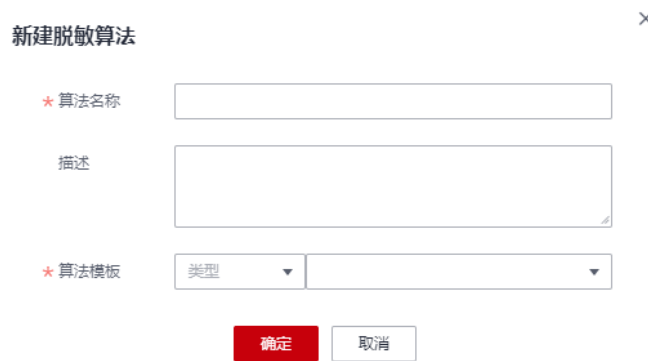 新建脱敏算法
* 算法名称
描述
* 算法模板 类型
确定 取消